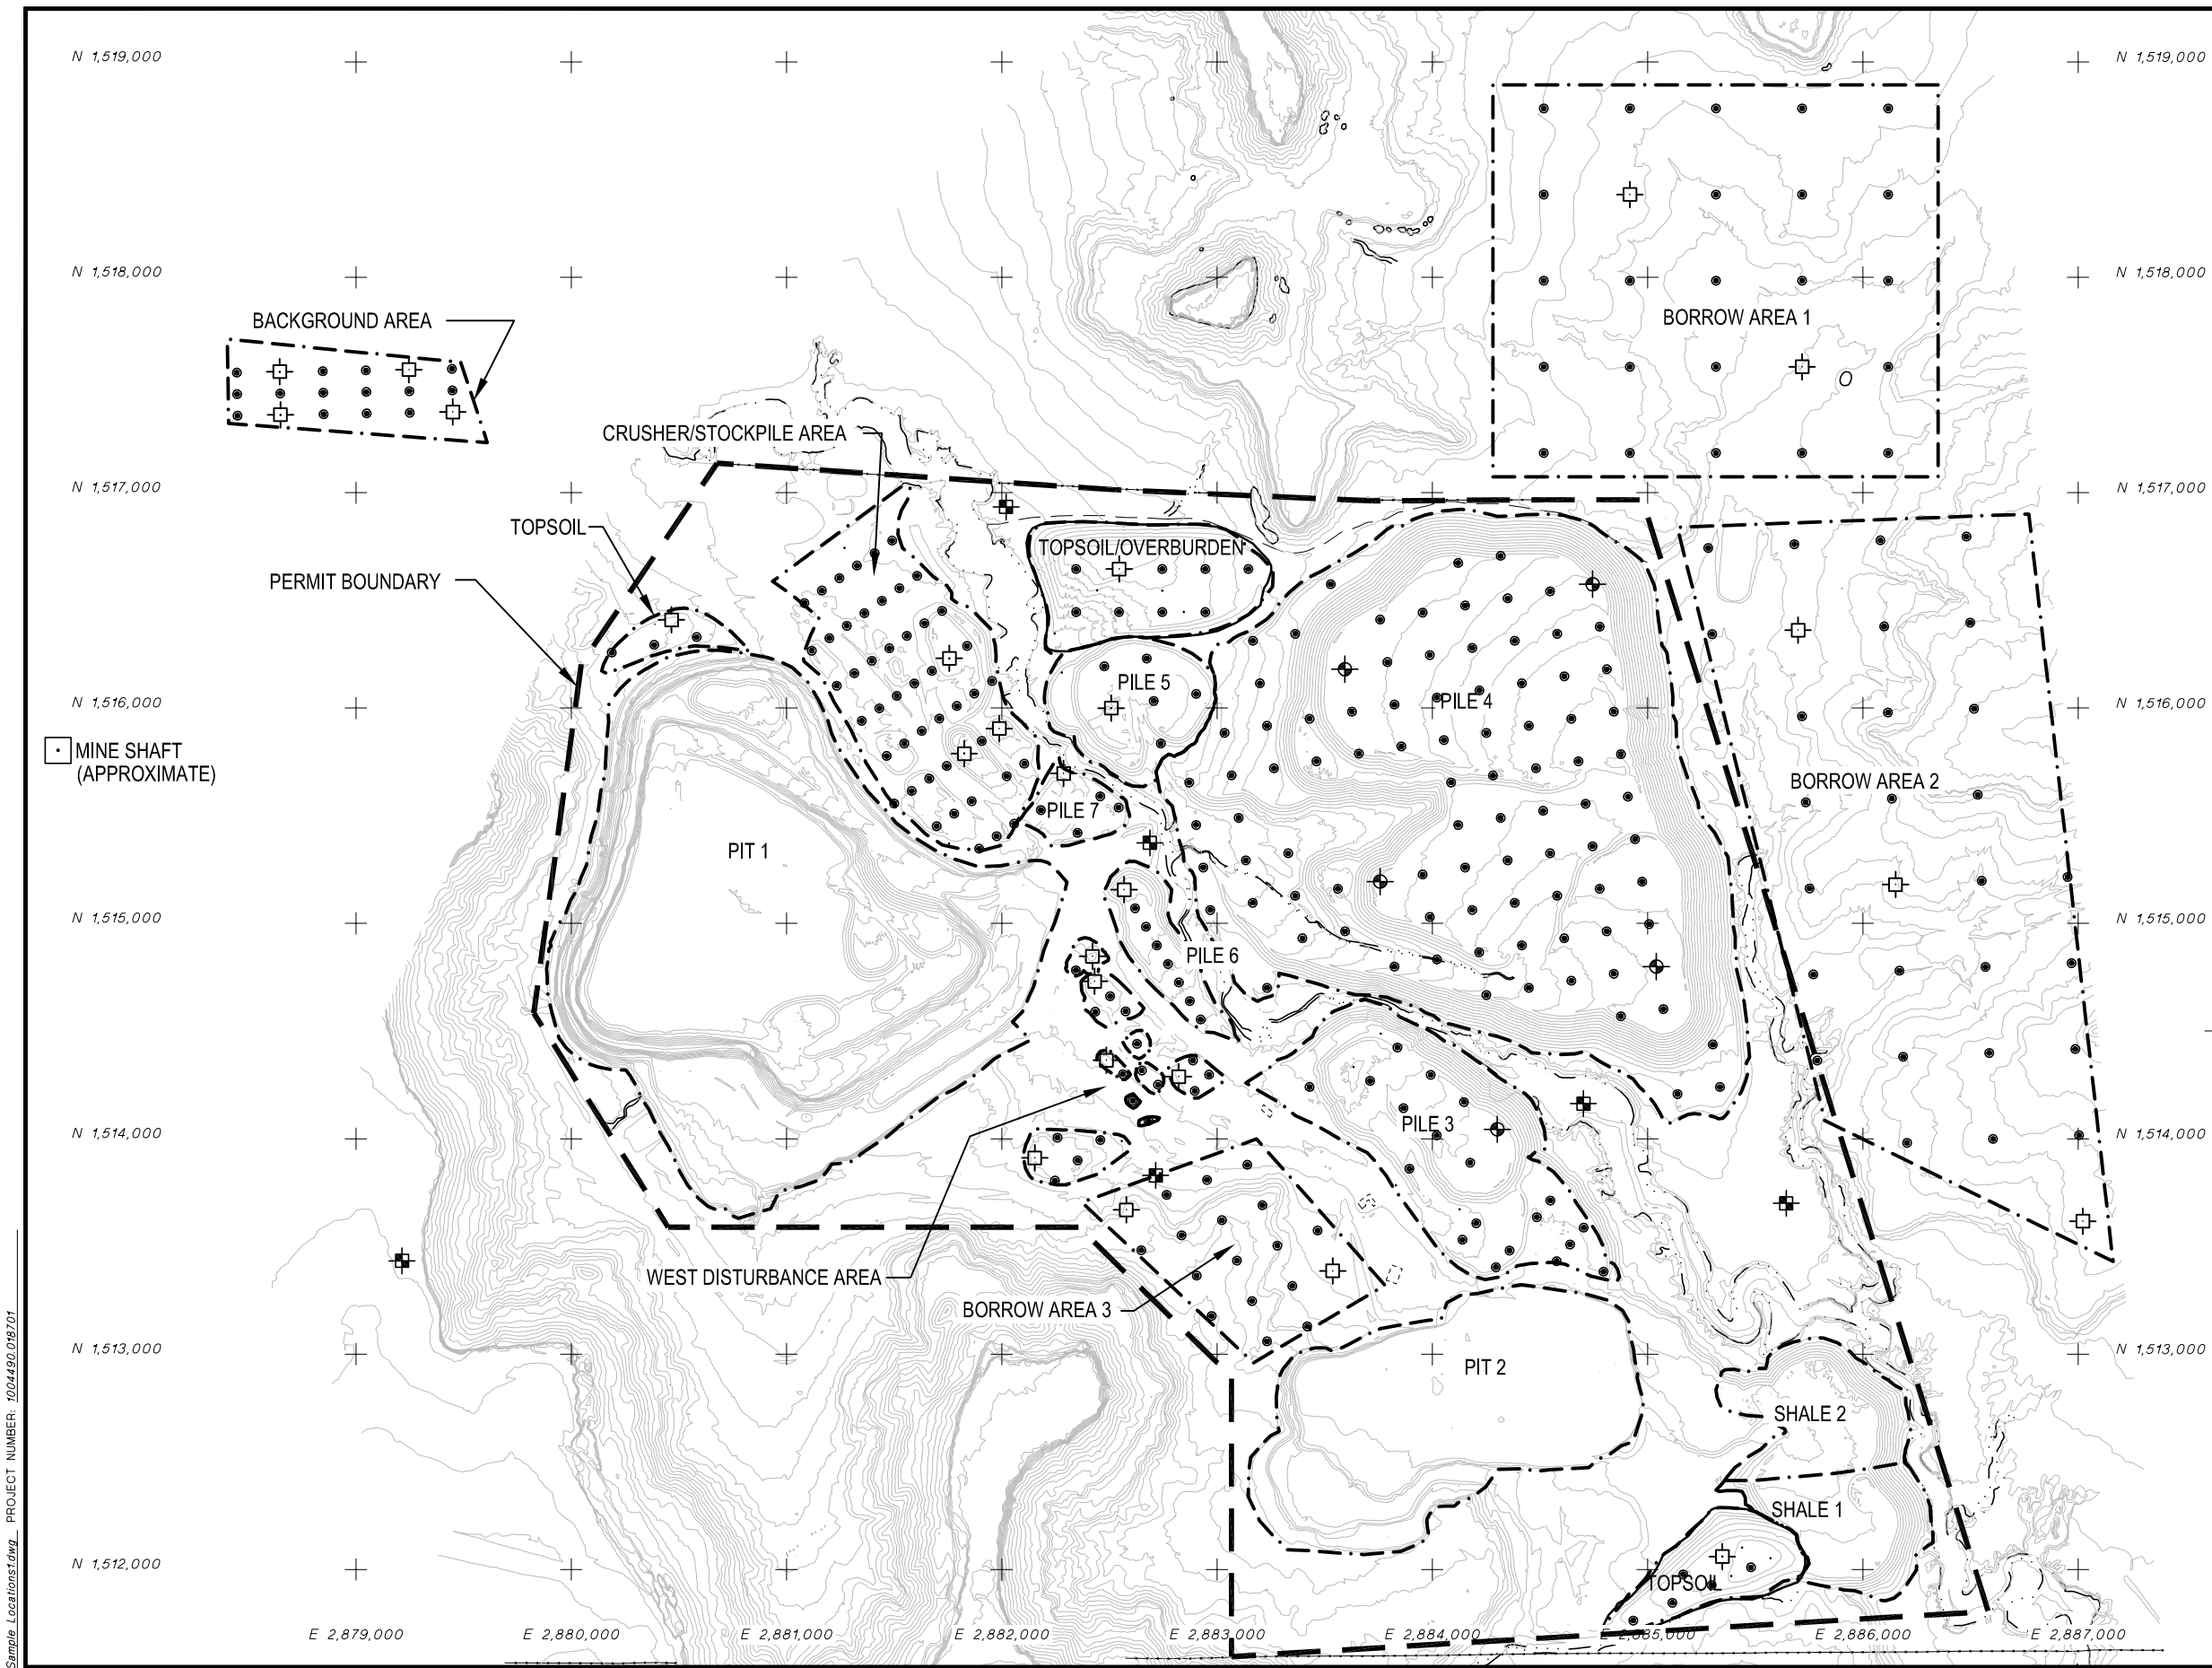 N 1,519,000
N 1,519,000
N 1,518,000
N 1,518,000
BORROW AREA 1
BACKGROUND AREA
CRUSHER/STOCKPILE AREA
N 1,517,000
N 1,517,000
TOPSOIL
TOPSOIL/OVERBURDEN
PERMIT BOUNDARY
PILE 5
PILE 4
N 1,516,000
N 1,516,000
MINE SHAFT
(APPROXIMATE)
BORROW AREA 2
PILE 7
PIT 1
N 1,515,000
N 1,515,000
PILE 6
PILE 3
N 1,514,000
N 1,514,000
WEST DISTURBANCE AREA
BORROW AREA 3
N 1,513,000
N 1,513,000
PIT 2
SHALE 2
SHALE 1
N 1,512,000
N 1,512,000
TOPSOIL
E 2,879,000
E 2,880,000
E 2,881,000
E 2,882,000
E 2,883,000
E 2,884,000
E 2,885,000
E 2,886,000
E 2,887,000
Sample Locations1.dwg PROJECT NUMBER: 1004490.018701